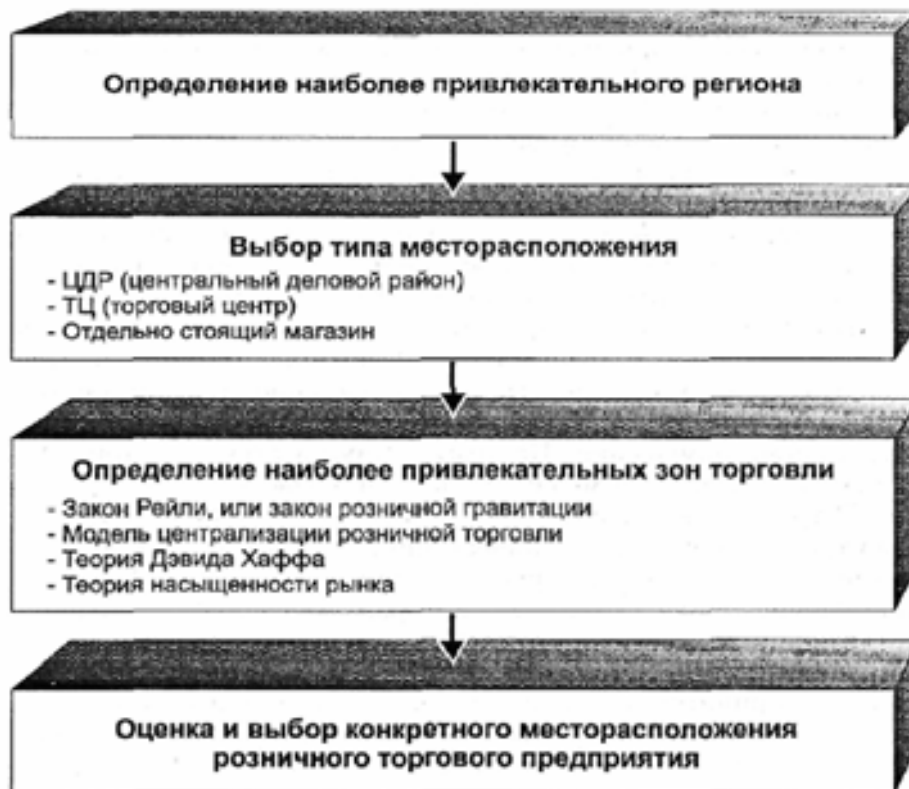 Определение наиболее привлекательного региона
Выбор типа месторасположения
- ЦДР (центральный деловой район)
- ТЦ (торговый центр)
- Отдельно стоящий магазин
Определение наиболее привлекательных зон торговли
- Закон Рейли, или закон розничной гравитации
- Модель централизации розничной торговли
- Теория Дэвида Хаффа
- Теория насыщенности рынка
Оценка и выбор конкретного месторасположения
розничного торгового предприятия